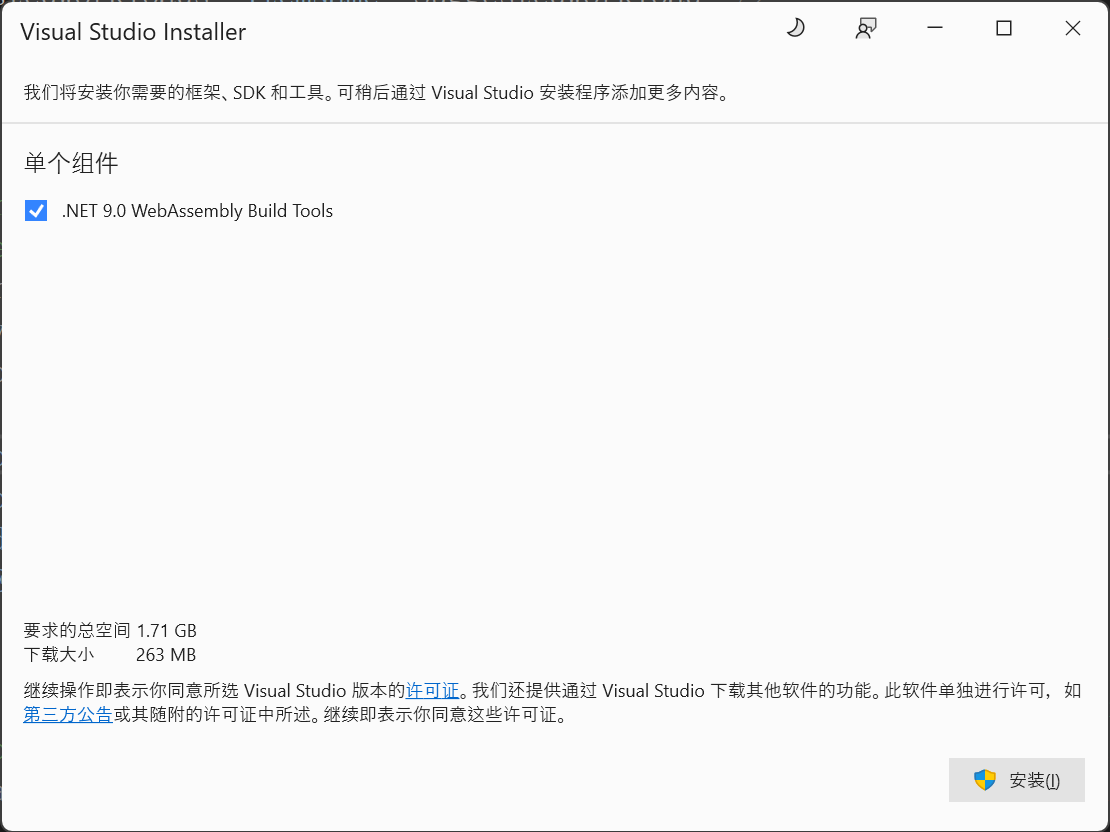 Visual Studio Installer
我们将安装你需要的框架、SDK 和工具。可稍后通过 Visual Studio 安装程序添加更多内容。
单个组件
.NET 9.0 WebAssembly Build Tools
要求的总空间 1.71 GB
下载大小 263 MB
继续操作即表示你同意所选 Visual Studio 版本的许可证。我们还提供通过 Visual Studio 下载其他软件的功能。此软件单独进行许可，如
第三方公告或其随附的许可证中所述。继续即表示你同意这些许可证。
安装(I)